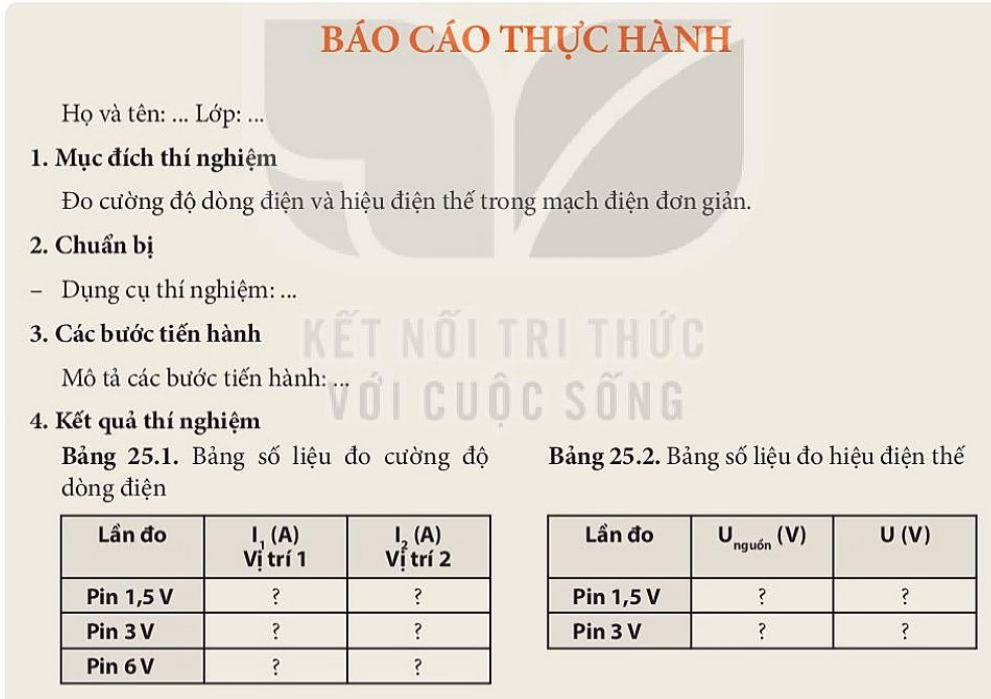 BÁO CÁO THỰC HÀNH
Họ và tên: ... Lớp: ...
1. Mục đích thí nghiệm
Đo cường độ dòng điện và hiệu điện thế trong mạch điện đơn giản.
2. Chuẩn bị
– Dụng cụ thí nghiệm: ...
3. Các bước tiến hành
KẾT NỐI TRI THỨC
Mô tả các bước tiến hành: ...
VỚI CUỘC SỐNG
4. Kết quả thí nghiệm
Bảng 25.1. Bảng số liệu đo cường độ
dòng điện
Lần đo I₁ (A) I₂ (A)
Vị trí 1 Vị trí 2
Pin 1,5 V ? ?
Pin 3 V ? ?
Pin 6 V ? ?
Bảng 25.2. Bảng số liệu đo hiệu điện thế
Lần đo U nguồn (V) U (V)
Pin 1,5 V ? ?
Pin 3 V ? ?